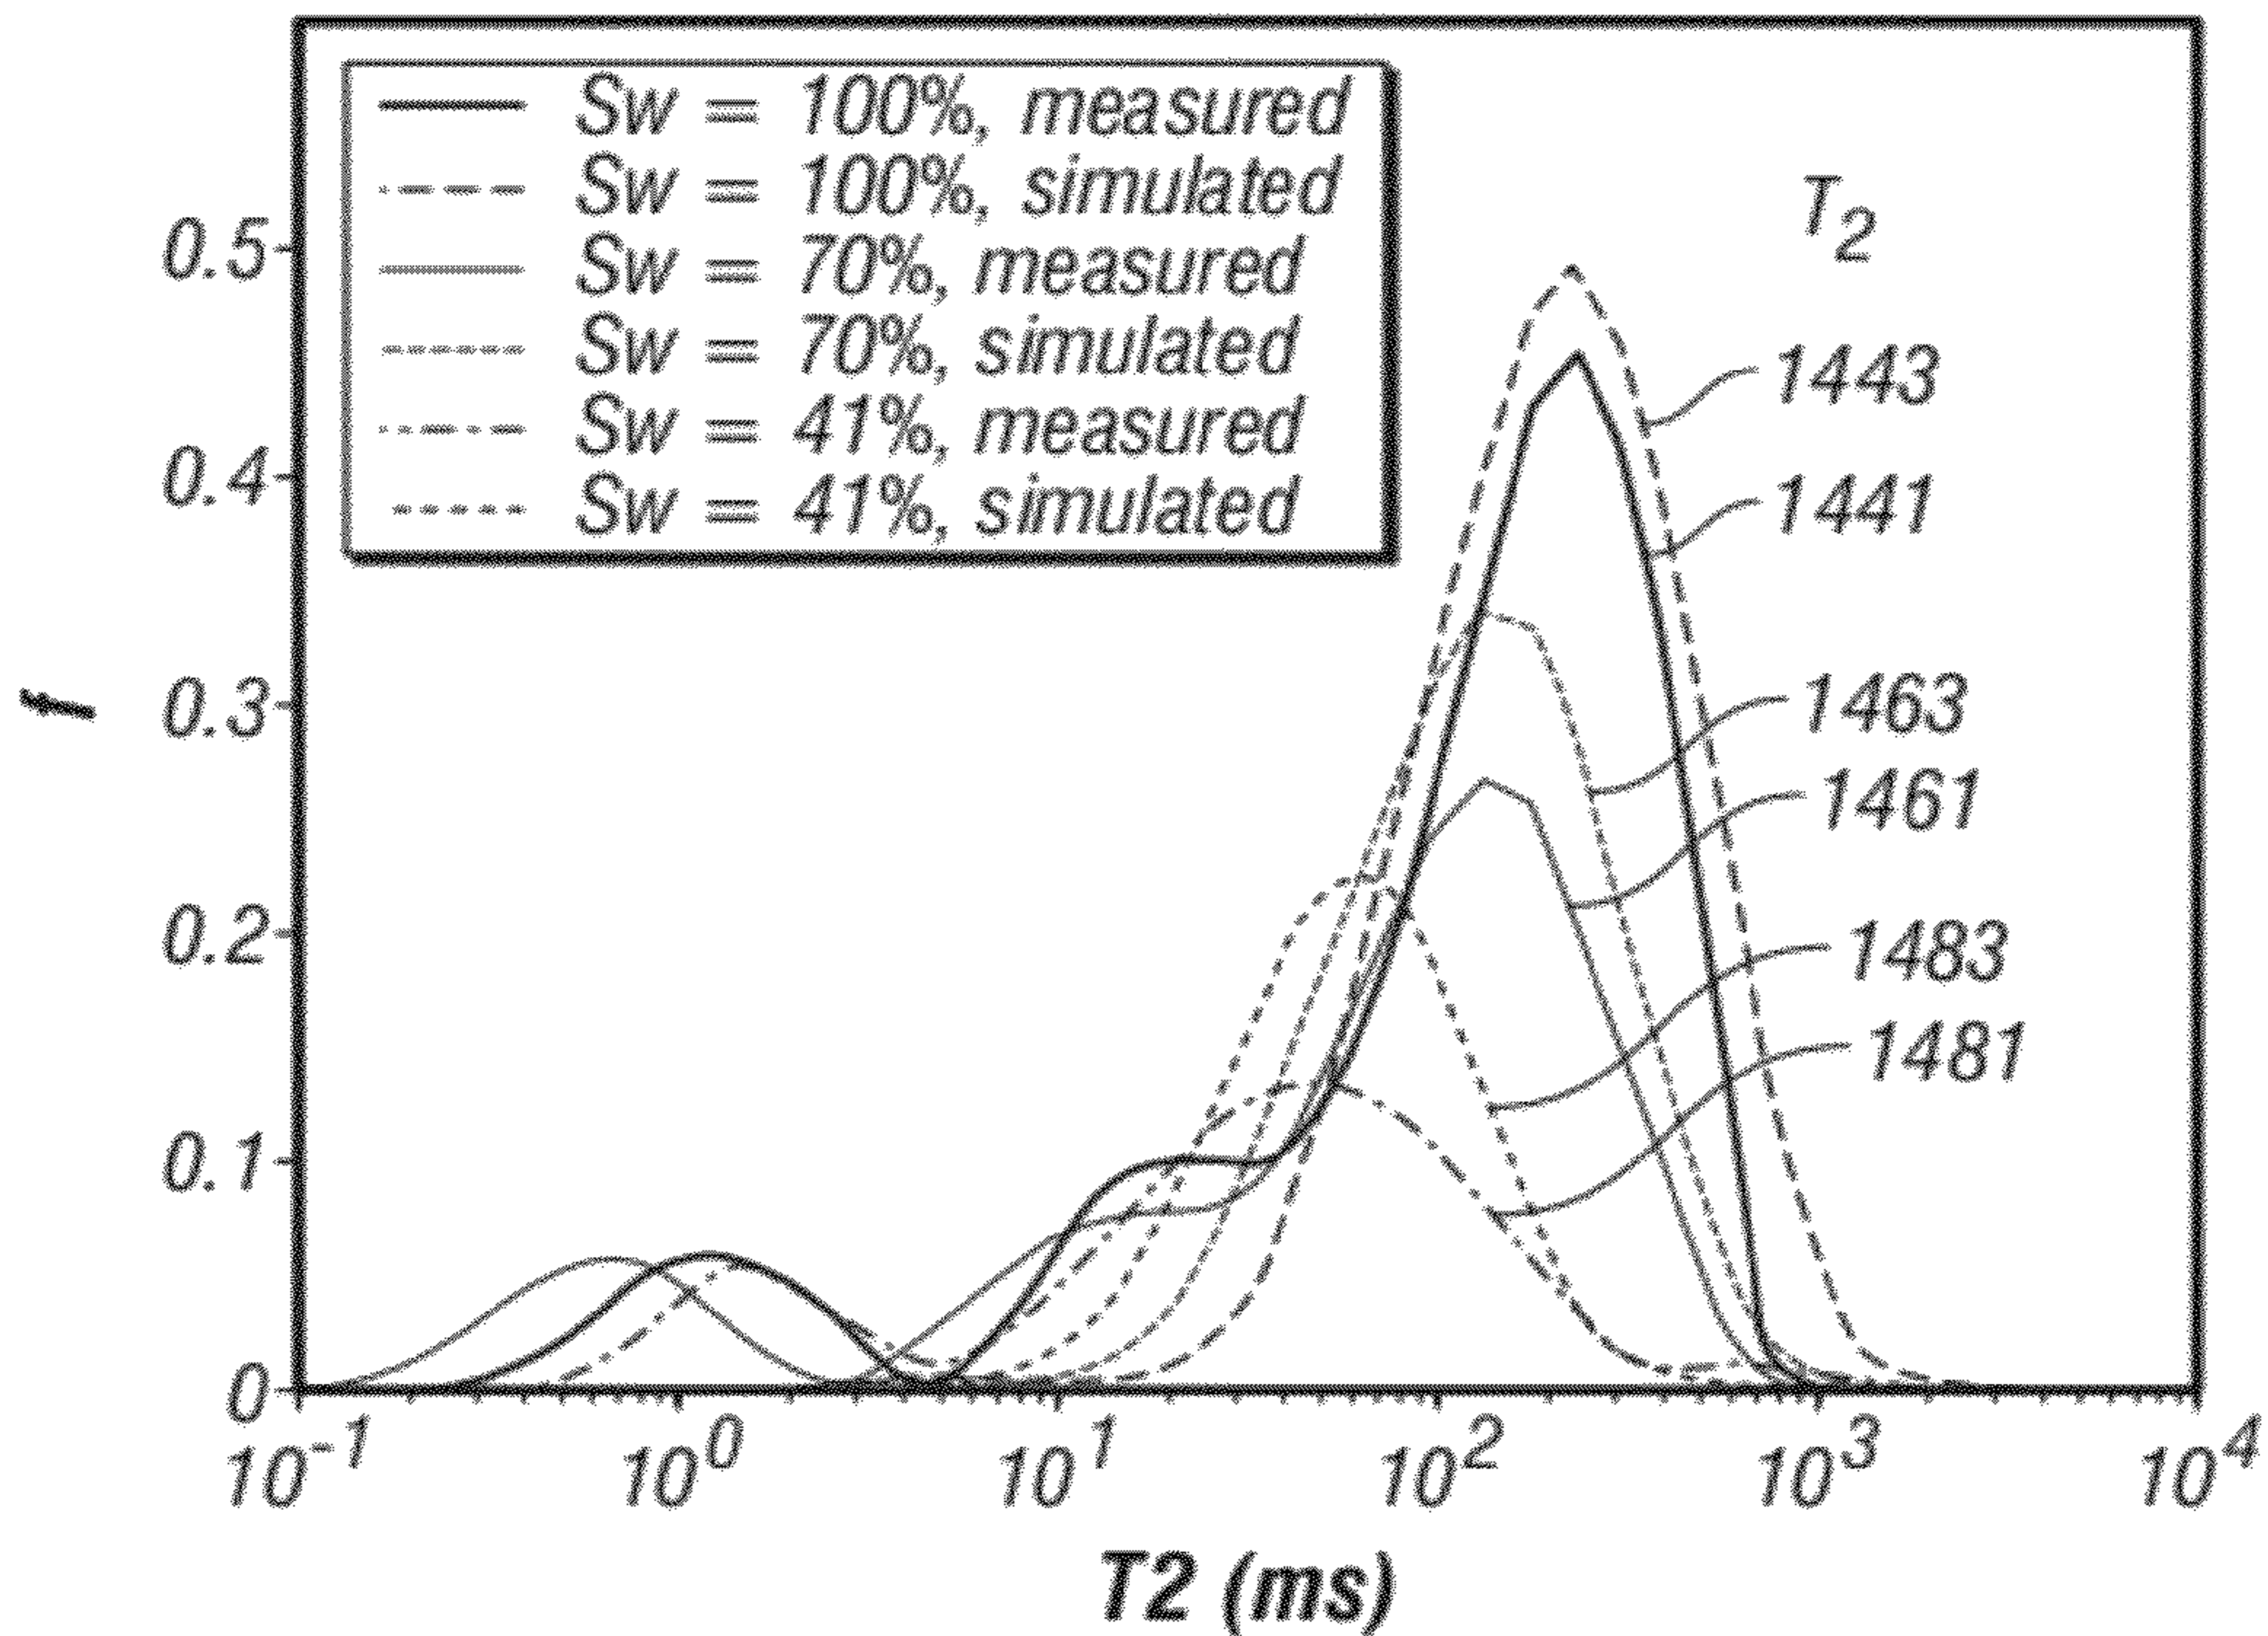 Sw = 100%, measured
Sw = 100%, simulated
Sw = 70%, measured
Sw = 70%, simulated
Sw = 41%, measured
Sw = 41%, simulated
T2
0.5
0.4
0.3
0.2
0.1
0
f
1443
1441
1463
1461
1483
1481
10-1 100 101 102 103 104
T2 (ms)